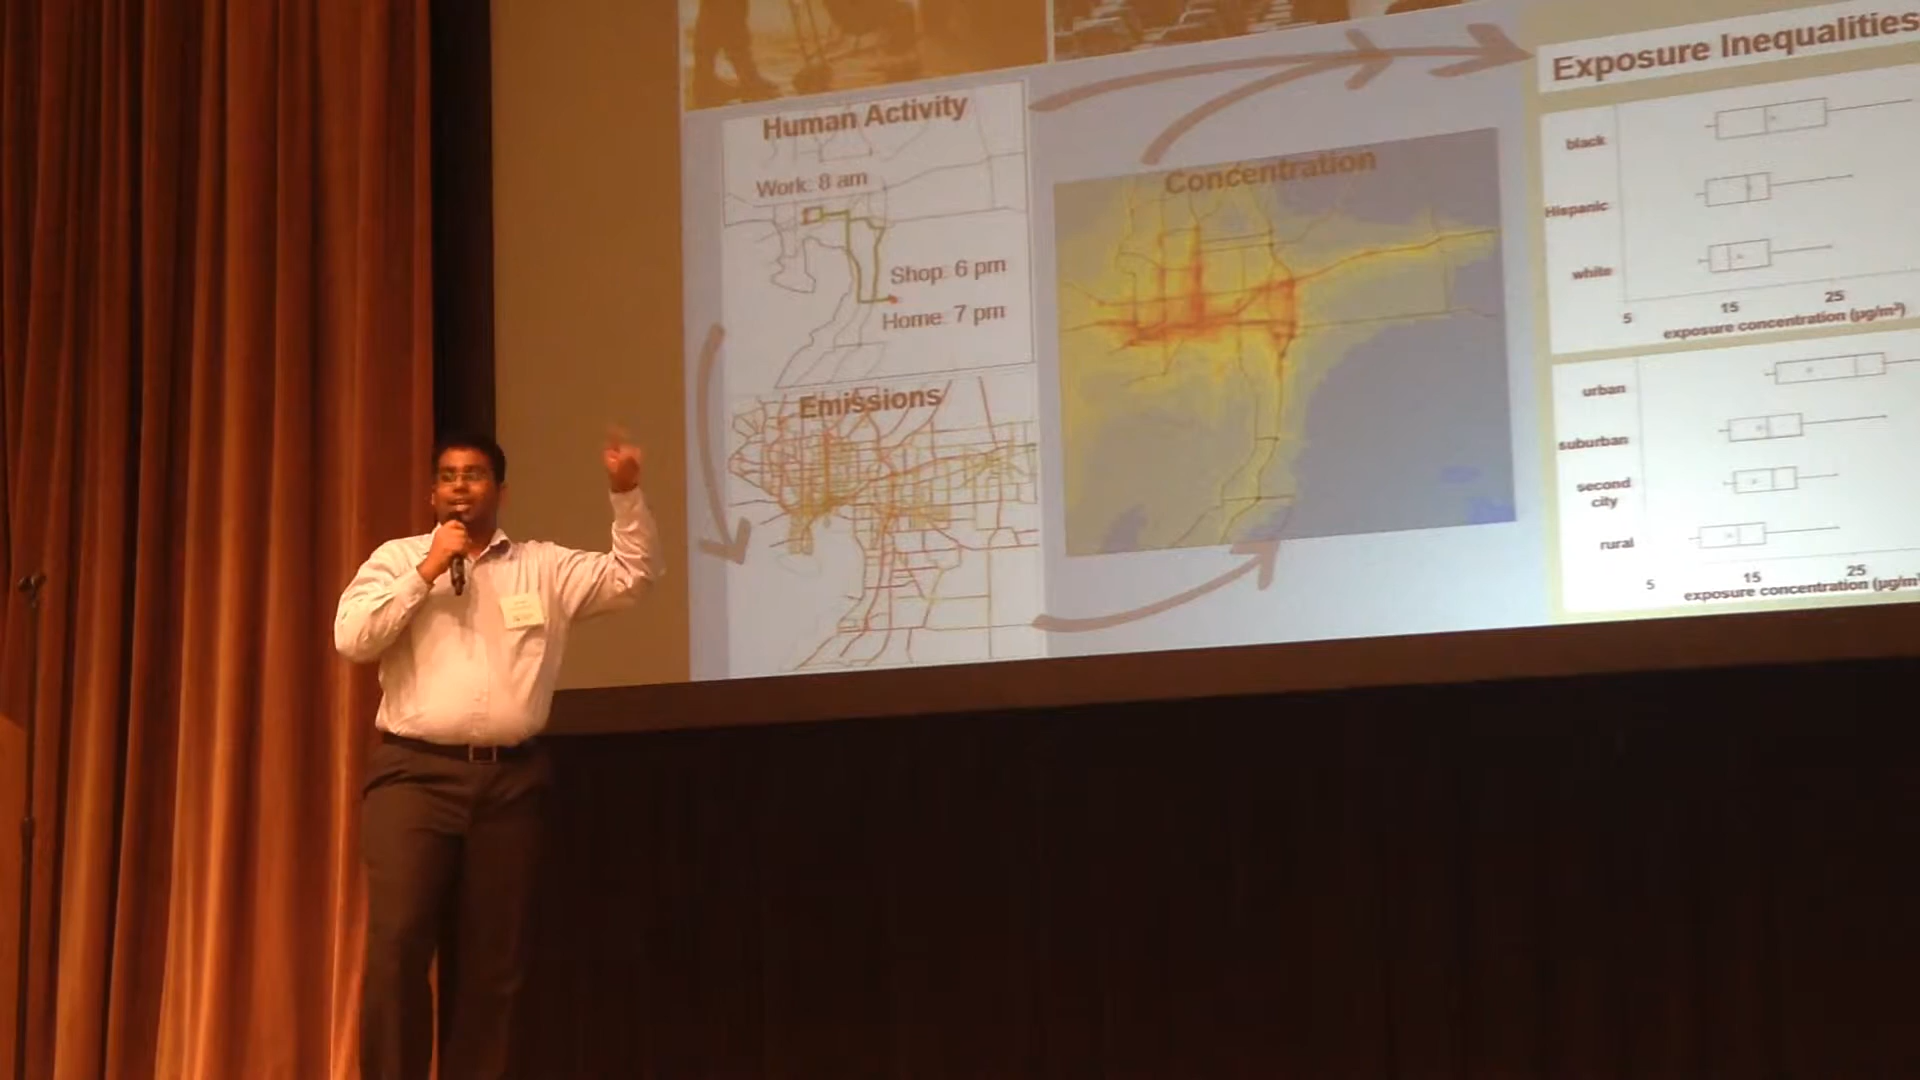 Human Activity
Work: 8 am
Shop: 6 pm
Home: 7 pm
Emissions
Concentration
Exposure Inequalities
black
Hispanic
white
5 15 25
exposure concentration (µg/m³)
urban
suburban
second
city
rural
5 15 25
exposure concentration (µg/m³